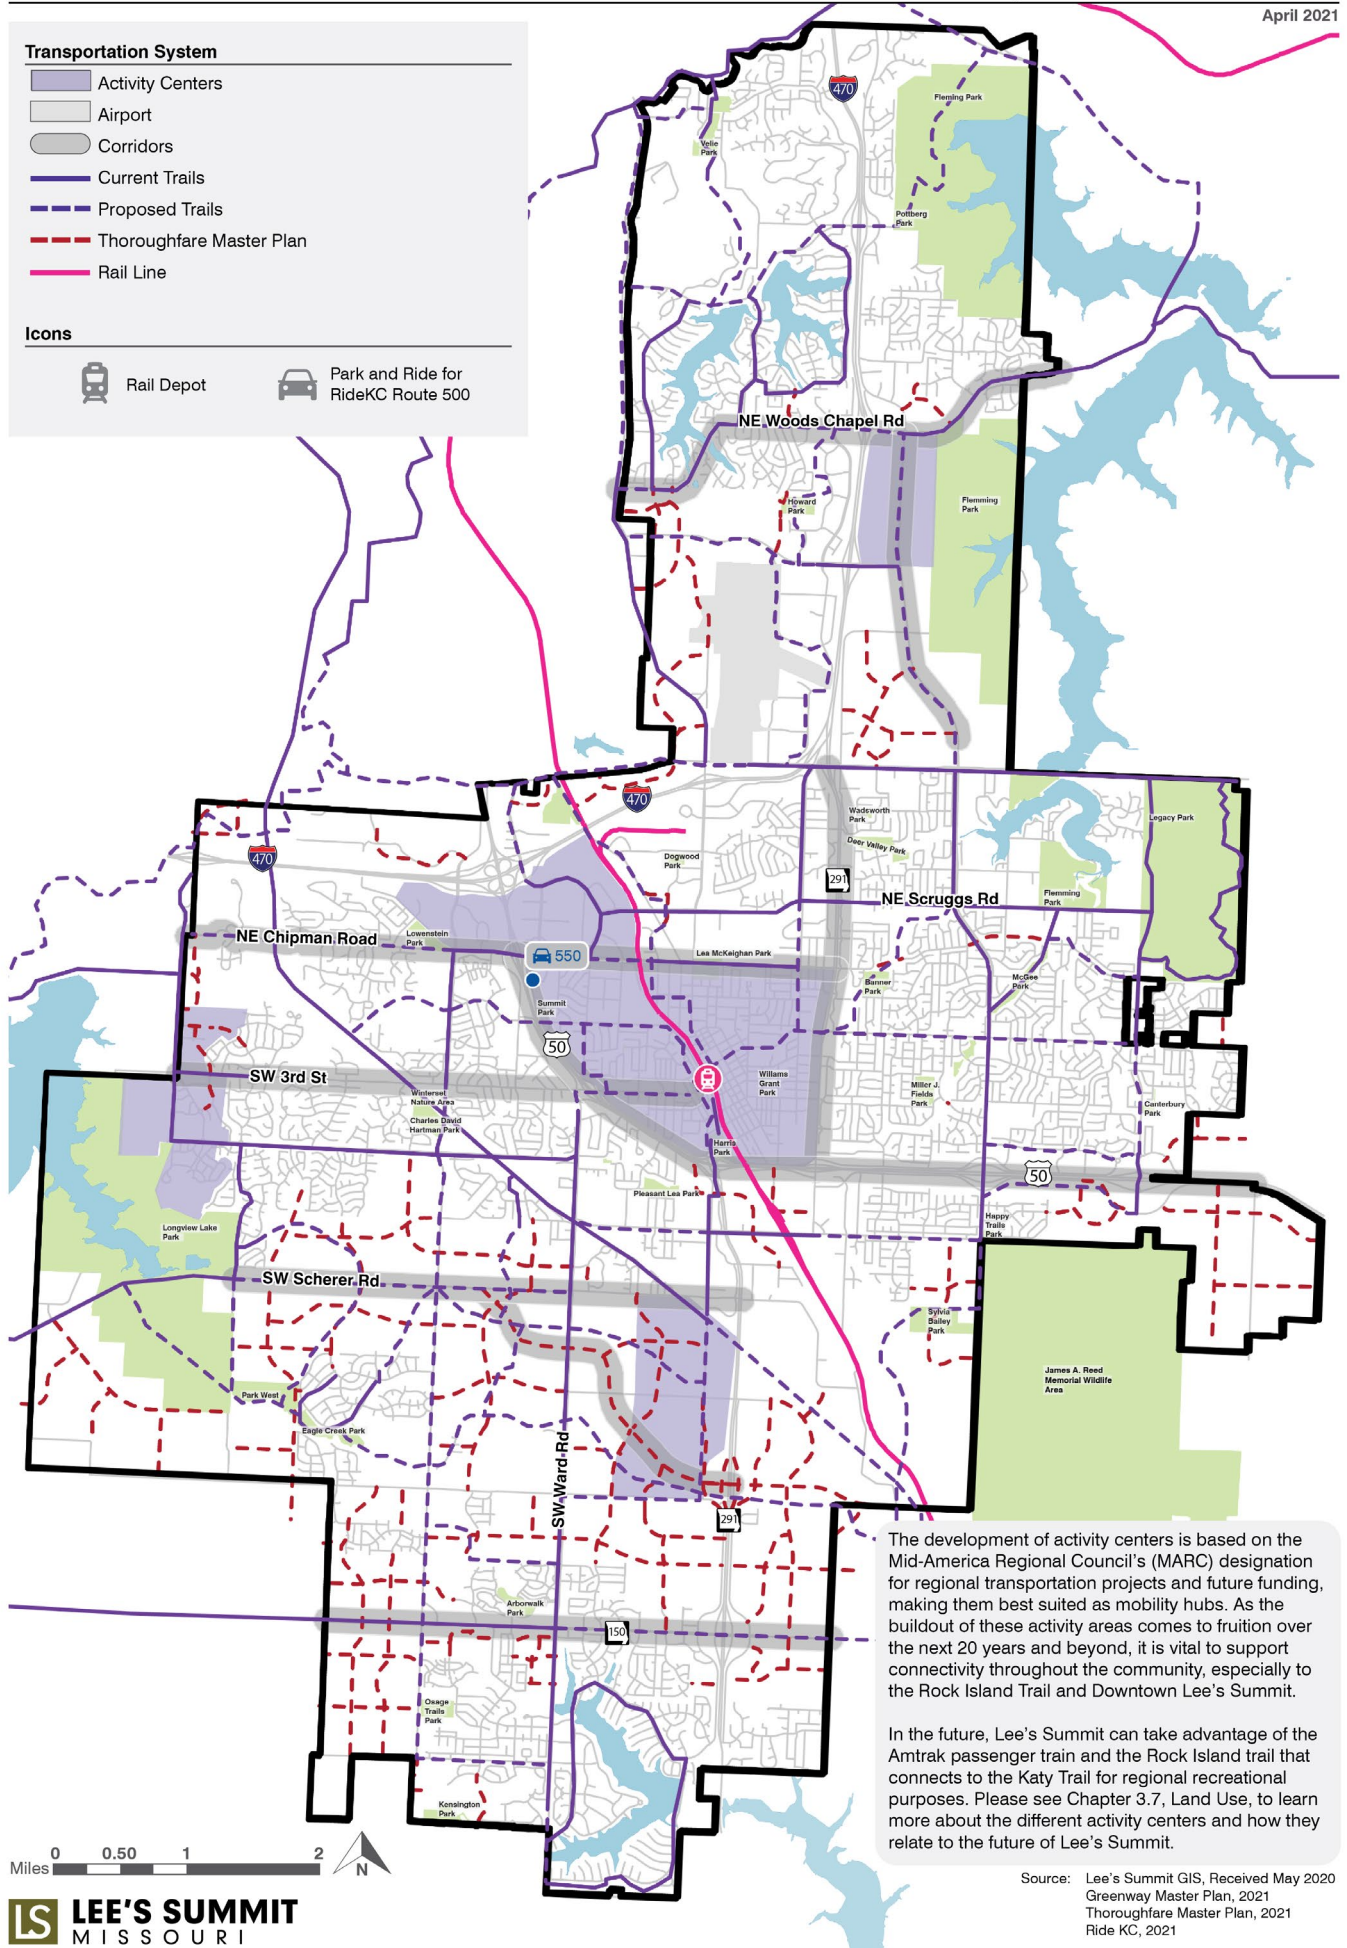 April 2021
Transportation System
Activity Centers
Airport
Corridors
Current Trails
Proposed Trails
Thoroughfare Master Plan
Rail Line
Icons
Rail Depot
Park and Ride for
RideKC Route 500
470
Fleming Park
Velie
Park
Pottberg
Park
NE Woods Chapel Rd
Howard
Park
Flemming
Park
470
Wadsworth
Park
Legacy Park
Deer Valley Park
470
Dogwood
Park
291
NE Scruggs Rd
Flemming
Park
NE Chipman Road
Lowenstein
Park
550
Lea McKeighan Park
Banner
Park
McGee
Park
Summit
Park
50
SW 3rd St
Winterset
Nature Area
Charles David
Hartman Park
Willams
Grant
Park
Miller J.
Fields
Park
Canterbury
Park
Harris
Park
50
Pleasant Lea Park
Longview Lake
Park
Happy
Trails
Park
SW Scherer Rd
Sylvia
Bailey
Park
James A. Reed
Memorial Wildlife
Area
Park West
Eagle Creek Park
SW Ward Rd
291
Arborwalk
Park
150
Osage
Trails
Park
Kensington
Park
The development of activity centers is based on the
Mid-America Regional Council's (MARC) designation
for regional transportation projects and future funding,
making them best suited as mobility hubs. As the
buildout of these activity areas comes to fruition over
the next 20 years and beyond, it is vital to support
connectivity throughout the community, especially to
the Rock Island Trail and Downtown Lee's Summit.
In the future, Lee's Summit can take advantage of the
Amtrak passenger train and the Rock Island trail that
connects to the Katy Trail for regional recreational
purposes. Please see Chapter 3.7, Land Use, to learn
more about the different activity centers and how they
relate to the future of Lee's Summit.
0 0.50 1 2
Miles
N
LS LEE'S SUMMIT
MISSOURI
Source: Lee's Summit GIS, Received May 2020
Greenway Master Plan, 2021
Thoroughfare Master Plan, 2021
Ride KC, 2021